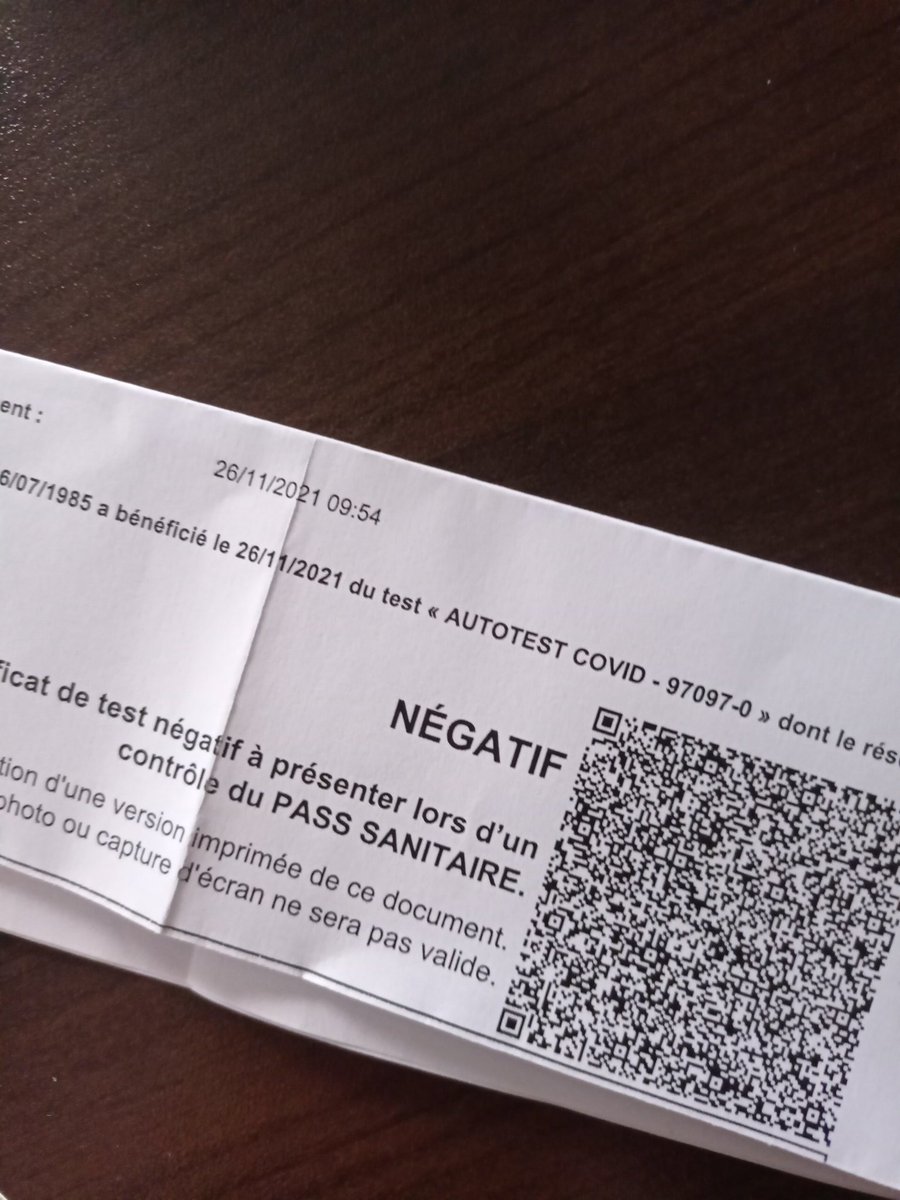 ent :
26/11/2021 09:54
6/07/1985 a bénéficié le 26/11/2021 du test « AUTOTEST COVID - 97097-0 » dont le rés
NÉGATIF
ficat de test négatif à présenter lors d'un
contrôle du PASS SANITAIRE.
tion d'une version imprimée de ce document.
photo ou capture d'écran ne sera pas valide.